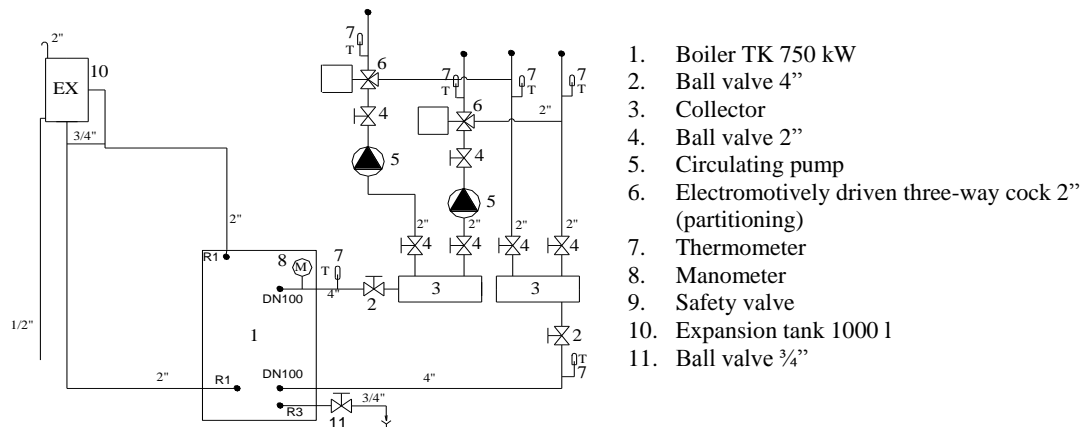 2"
10
EX
3/4"
2"
1/2"
2"
R1
R1
1
7
T
6
4
5
2"
4
7
T
6
4
5
2"
4
7
T
2"
4
7
T
2"
2"
4
8
M
7
T
DN100
4"
2
3
3
2
T
7
DN100
4"
R3
3/4"
11
1. Boiler TK 750 kW
2. Ball valve 4”
3. Collector
4. Ball valve 2”
5. Circulating pump
6. Electromotively driven three-way cock 2”
(partitioning)
7. Thermometer
8. Manometer
9. Safety valve
10. Expansion tank 1000 l
11. Ball valve ¾”